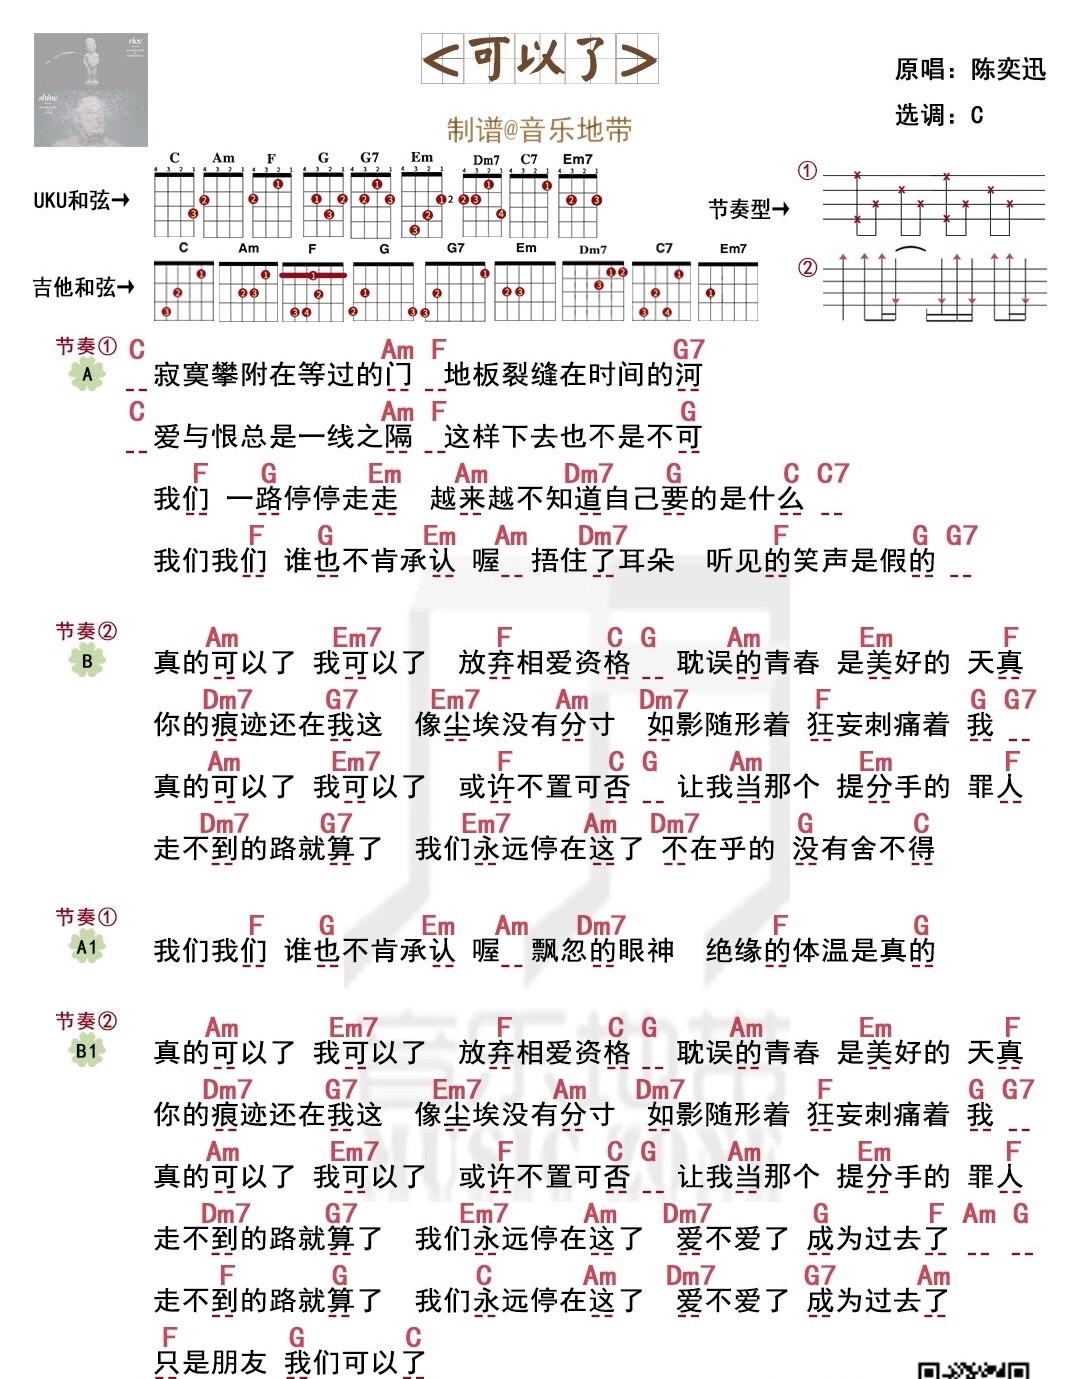 rice
shine
<可以了>
原唱：陈奕迅
制谱@音乐地带
选调：C
C Am F G G7 Em Dm7 C7 Em7
UKU和弦→
节奏型→
①
②
C Am F G G7 Em Dm7 C7 Em7
吉他和弦→
节奏① C Am F G7
A 寂寞攀附在等过的门 地板裂缝在时间的河
C Am F G
爱与恨总是一线之隔 这样下去也不是不可
F G Em Am Dm7 G C C7
我们 一路停停走走 越来越不知道自己要的是什么
F G Em Am Dm7 F G G7
我们我们 谁也不肯承认 喔 捂住了耳朵 听见的笑声是假的
节奏② Am Em7 F C G Am Em F
B 真的可以了 我可以了 放弃相爱资格 耽误的青春 是美好的 天真
Dm7 G7 Em7 Am Dm7 F G G7
你的痕迹还在我这 像尘埃没有分寸 如影随形着 狂妄刺痛着 我
Am Em7 F C G Am Em F
真的可以了 我可以了 或许不置可否 让我当那个 提分手的 罪人
Dm7 G7 Em7 Am Dm7 G C
走不到的路就算了 我们永远停在这了 不在乎的 没有舍不得
节奏① F G Em Am Dm7 F G
A1 我们我们 谁也不肯承认 喔 飘忽的眼神 绝缘的体温是真的
节奏② Am Em7 F C G Am Em F
B1 真的可以了 我可以了 放弃相爱资格 耽误的青春 是美好的 天真
Dm7 G7 Em7 Am Dm7 F G G7
你的痕迹还在我这 像尘埃没有分寸 如影随形着 狂妄刺痛着 我
Am Em7 F C G Am Em F
真的可以了 我可以了 或许不置可否 让我当那个 提分手的 罪人
Dm7 G7 Em7 Am Dm7 G F Am G
走不到的路就算了 我们永远停在这了 爱不爱了 成为过去了
F G C Am Dm7 G7 Am
走不到的路就算了 我们永远停在这了 爱不爱了 成为过去了
F G C
只是朋友 我们可以了
音乐地带
MUSIC ZONE